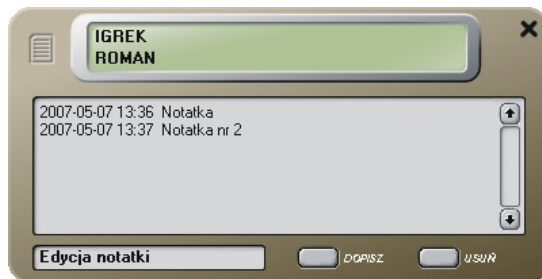 IGREK
ROMAN
2007-05-07 13:36 Notatka
2007-05-07 13:37 Notatka nr 2
Edycja notatki
DOPISZ
USUŃ